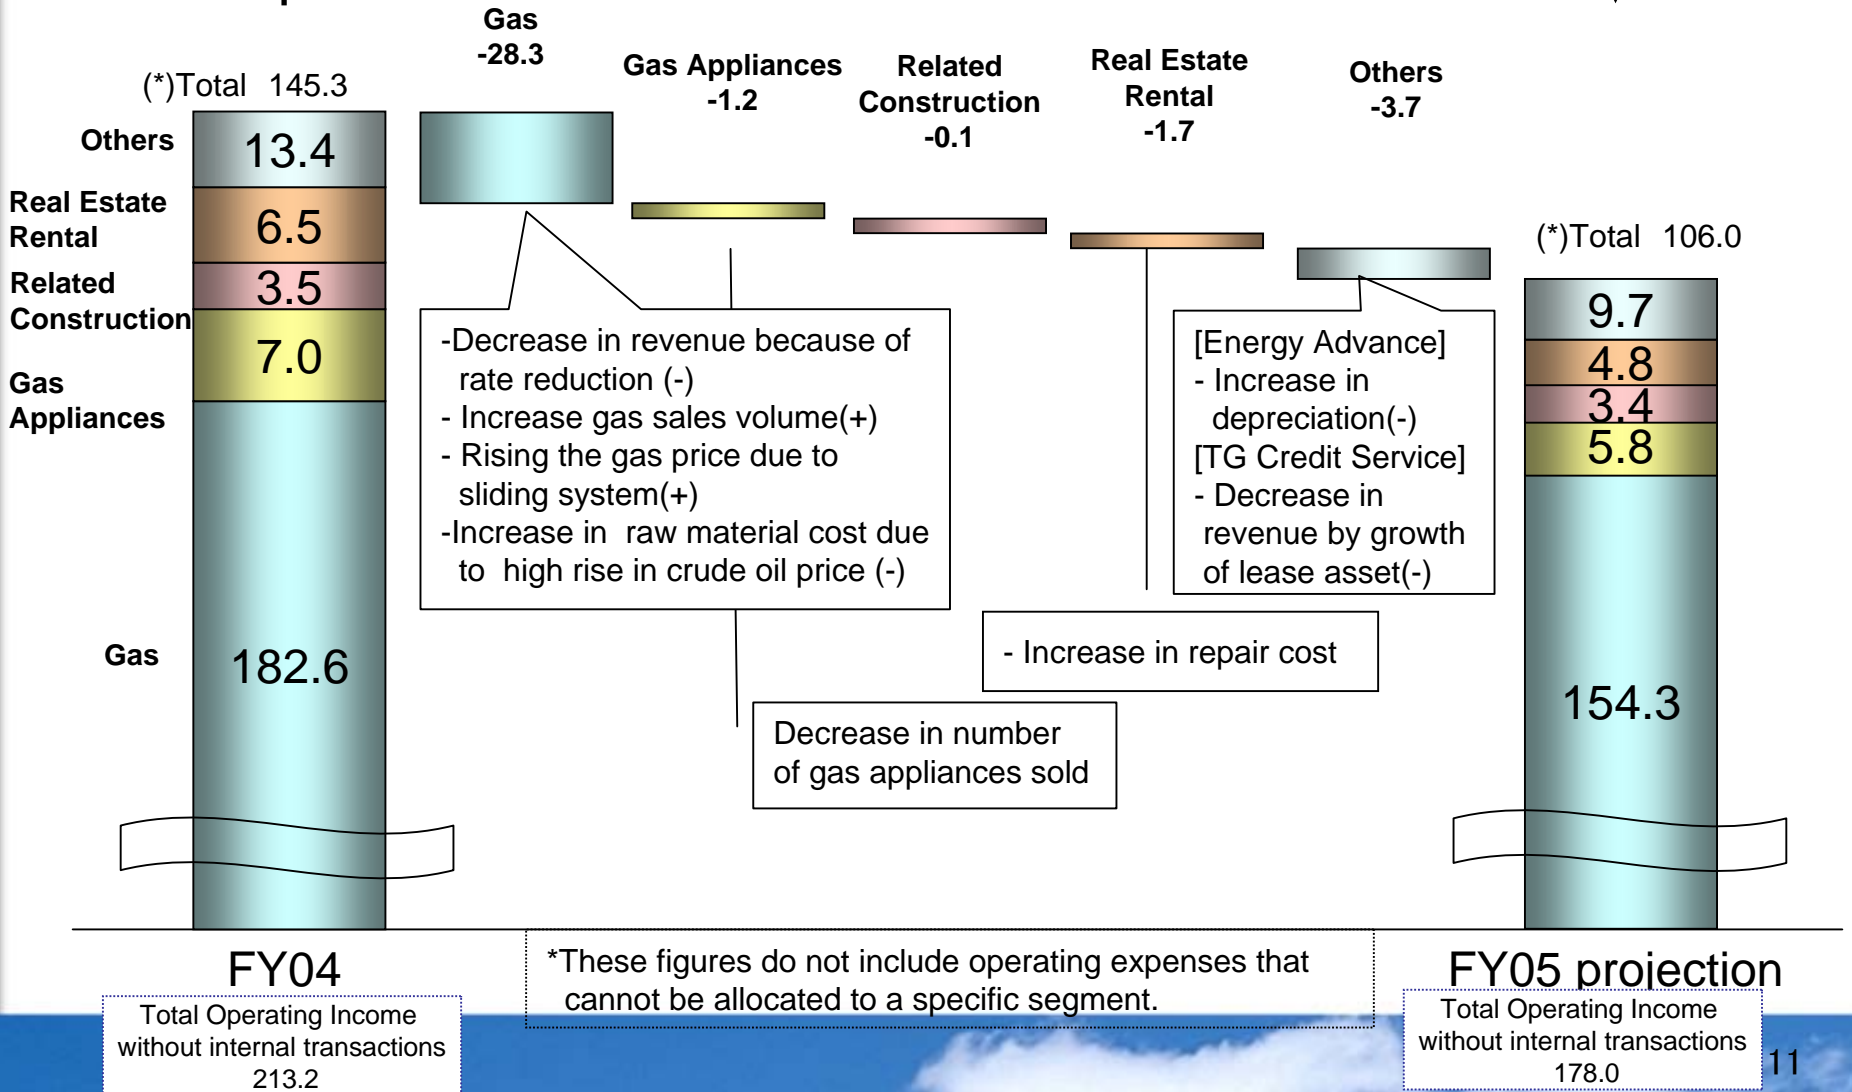 Gas
-28.3
Gas Appliances
-1.2
Related
Construction
-0.1
Real Estate
Rental
-1.7
Others
-3.7
(*)Total 145.3
Others
13.4
Real Estate
Rental
6.5
Related
Construction
3.5
Gas
Appliances
7.0
Gas
182.6
-Decrease in revenue because of
rate reduction (-)
- Increase gas sales volume(+)
- Rising the gas price due to
sliding system(+)
-Increase in raw material cost due
to high rise in crude oil price (-)
Decrease in number
of gas appliances sold
- Increase in repair cost
[Energy Advance]
- Increase in
depreciation(-)
[TG Credit Service]
- Decrease in
revenue by growth
of lease asset(-)
(*)Total 106.0
9.7
4.8
3.4
5.8
154.3
FY04
Total Operating Income
without internal transactions
213.2
*These figures do not include operating expenses that
cannot be allocated to a specific segment.
FY05 projection
Total Operating Income
without internal transactions
178.0
11